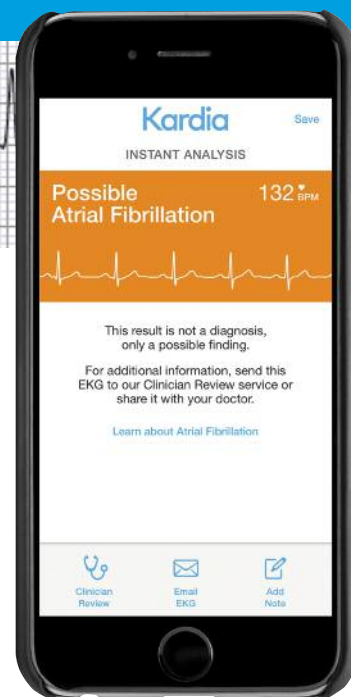 Kardia
Save
INSTANT ANALYSIS
Possible
Atrial Fibrillation
132 BPM
This result is not a diagnosis,
only a possible finding.
For additional information, send this
EKG to our Clinician Review service or
share it with your doctor.
Learn about Atrial Fibrillation
Clinician
Review
Email
EKG
Add
Note